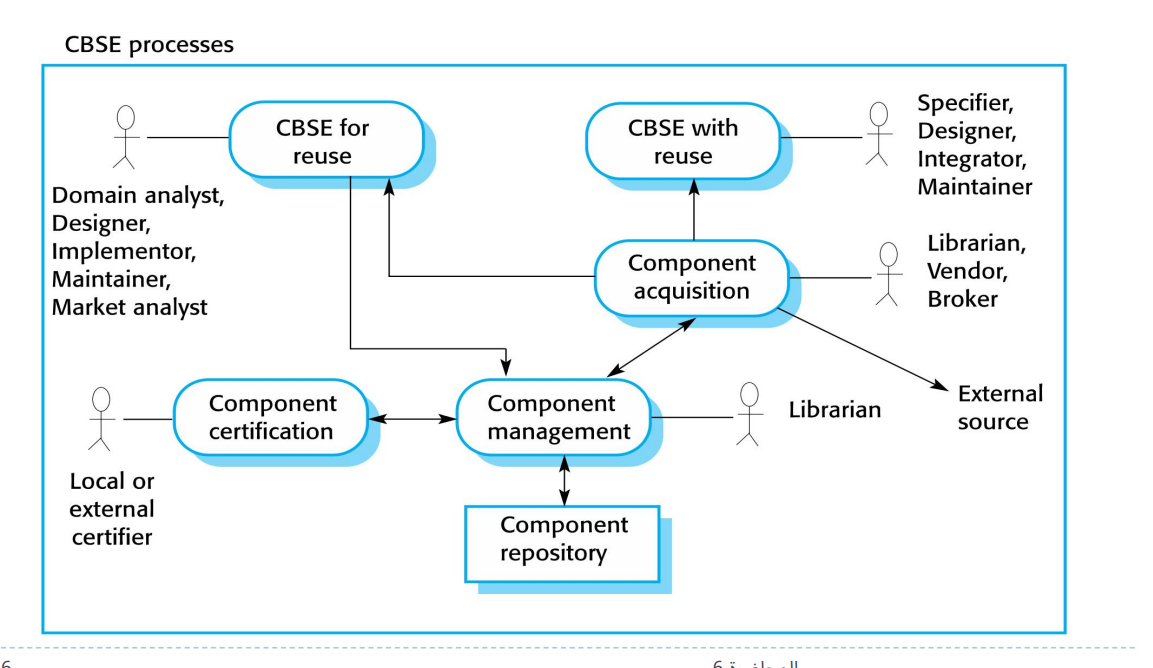 CBSE processes
CBSE for
reuse
CBSE with
reuse
Specifier,
Designer,
Integrator,
Maintainer
Domain analyst,
Designer,
Implementor,
Maintainer,
Market analyst
Component
acquisition
Librarian,
Vendor,
Broker
External
source
Component
certification
Component
management
Librarian
Local or
external
certifier
Component
repository
6
المحاضرة 6